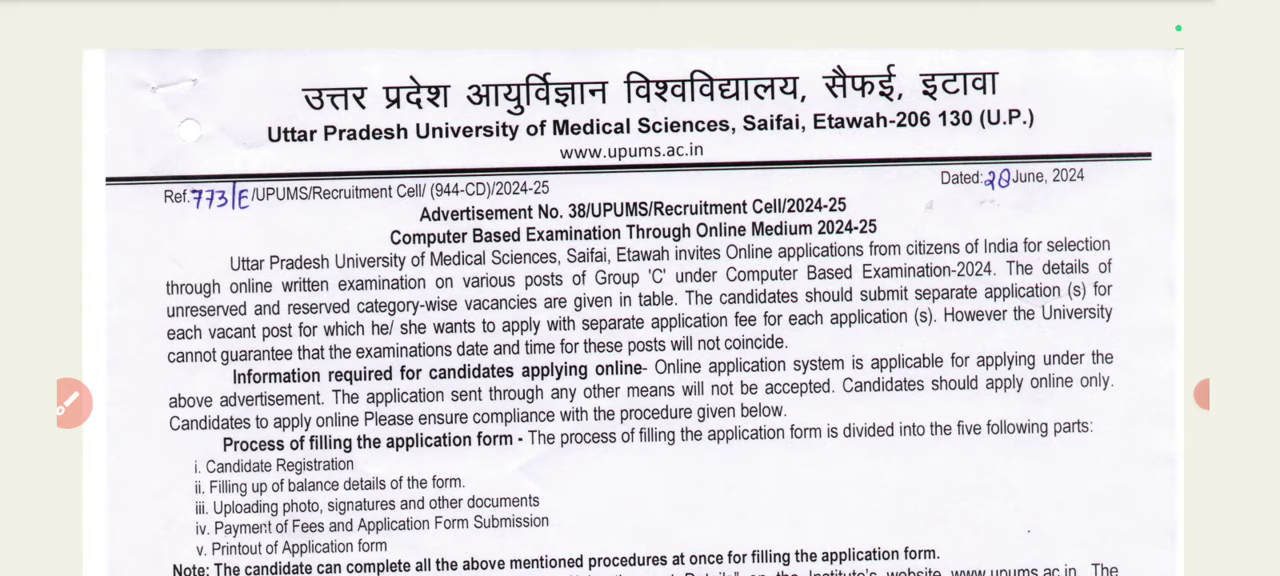 उत्तर प्रदेश आयुर्विज्ञान विश्वविद्यालय, सैफई, इटावा
Uttar Pradesh University of Medical Sciences, Saifai, Etawah-206 130 (U.P.)
www.upums.ac.in
Ref.773/E/UPUMS/Recruitment Cell/ (944-CD)/2024-25 Dated:28 June, 2024
Advertisement No. 38/UPUMS/Recruitment Cell/2024-25
Computer Based Examination Through Online Medium 2024-25
Uttar Pradesh University of Medical Sciences, Saifai, Etawah invites Online applications from citizens of India for selection
through online written examination on various posts of Group 'C' under Computer Based Examination-2024. The details of
unreserved and reserved category-wise vacancies are given in table. The candidates should submit separate application (s) for
each vacant post for which he/ she wants to apply with separate application fee for each application (s). However the University
cannot guarantee that the examinations date and time for these posts will not coincide.
Information required for candidates applying online- Online application system is applicable for applying under the
above advertisement. The application sent through any other means will not be accepted. Candidates should apply online only.
Candidates to apply online Please ensure compliance with the procedure given below.
Process of filling the application form - The process of filling the application form is divided into the five following parts:
i. Candidate Registration
ii. Filling up of balance details of the form.
iii. Uploading photo, signatures and other documents
iv. Payment of Fees and Application Form Submission
v. Printout of Application form
Note: The candidate can complete all the above mentioned procedures at once for filling the application form.
on the Institute's website www.upums.ac.in. The